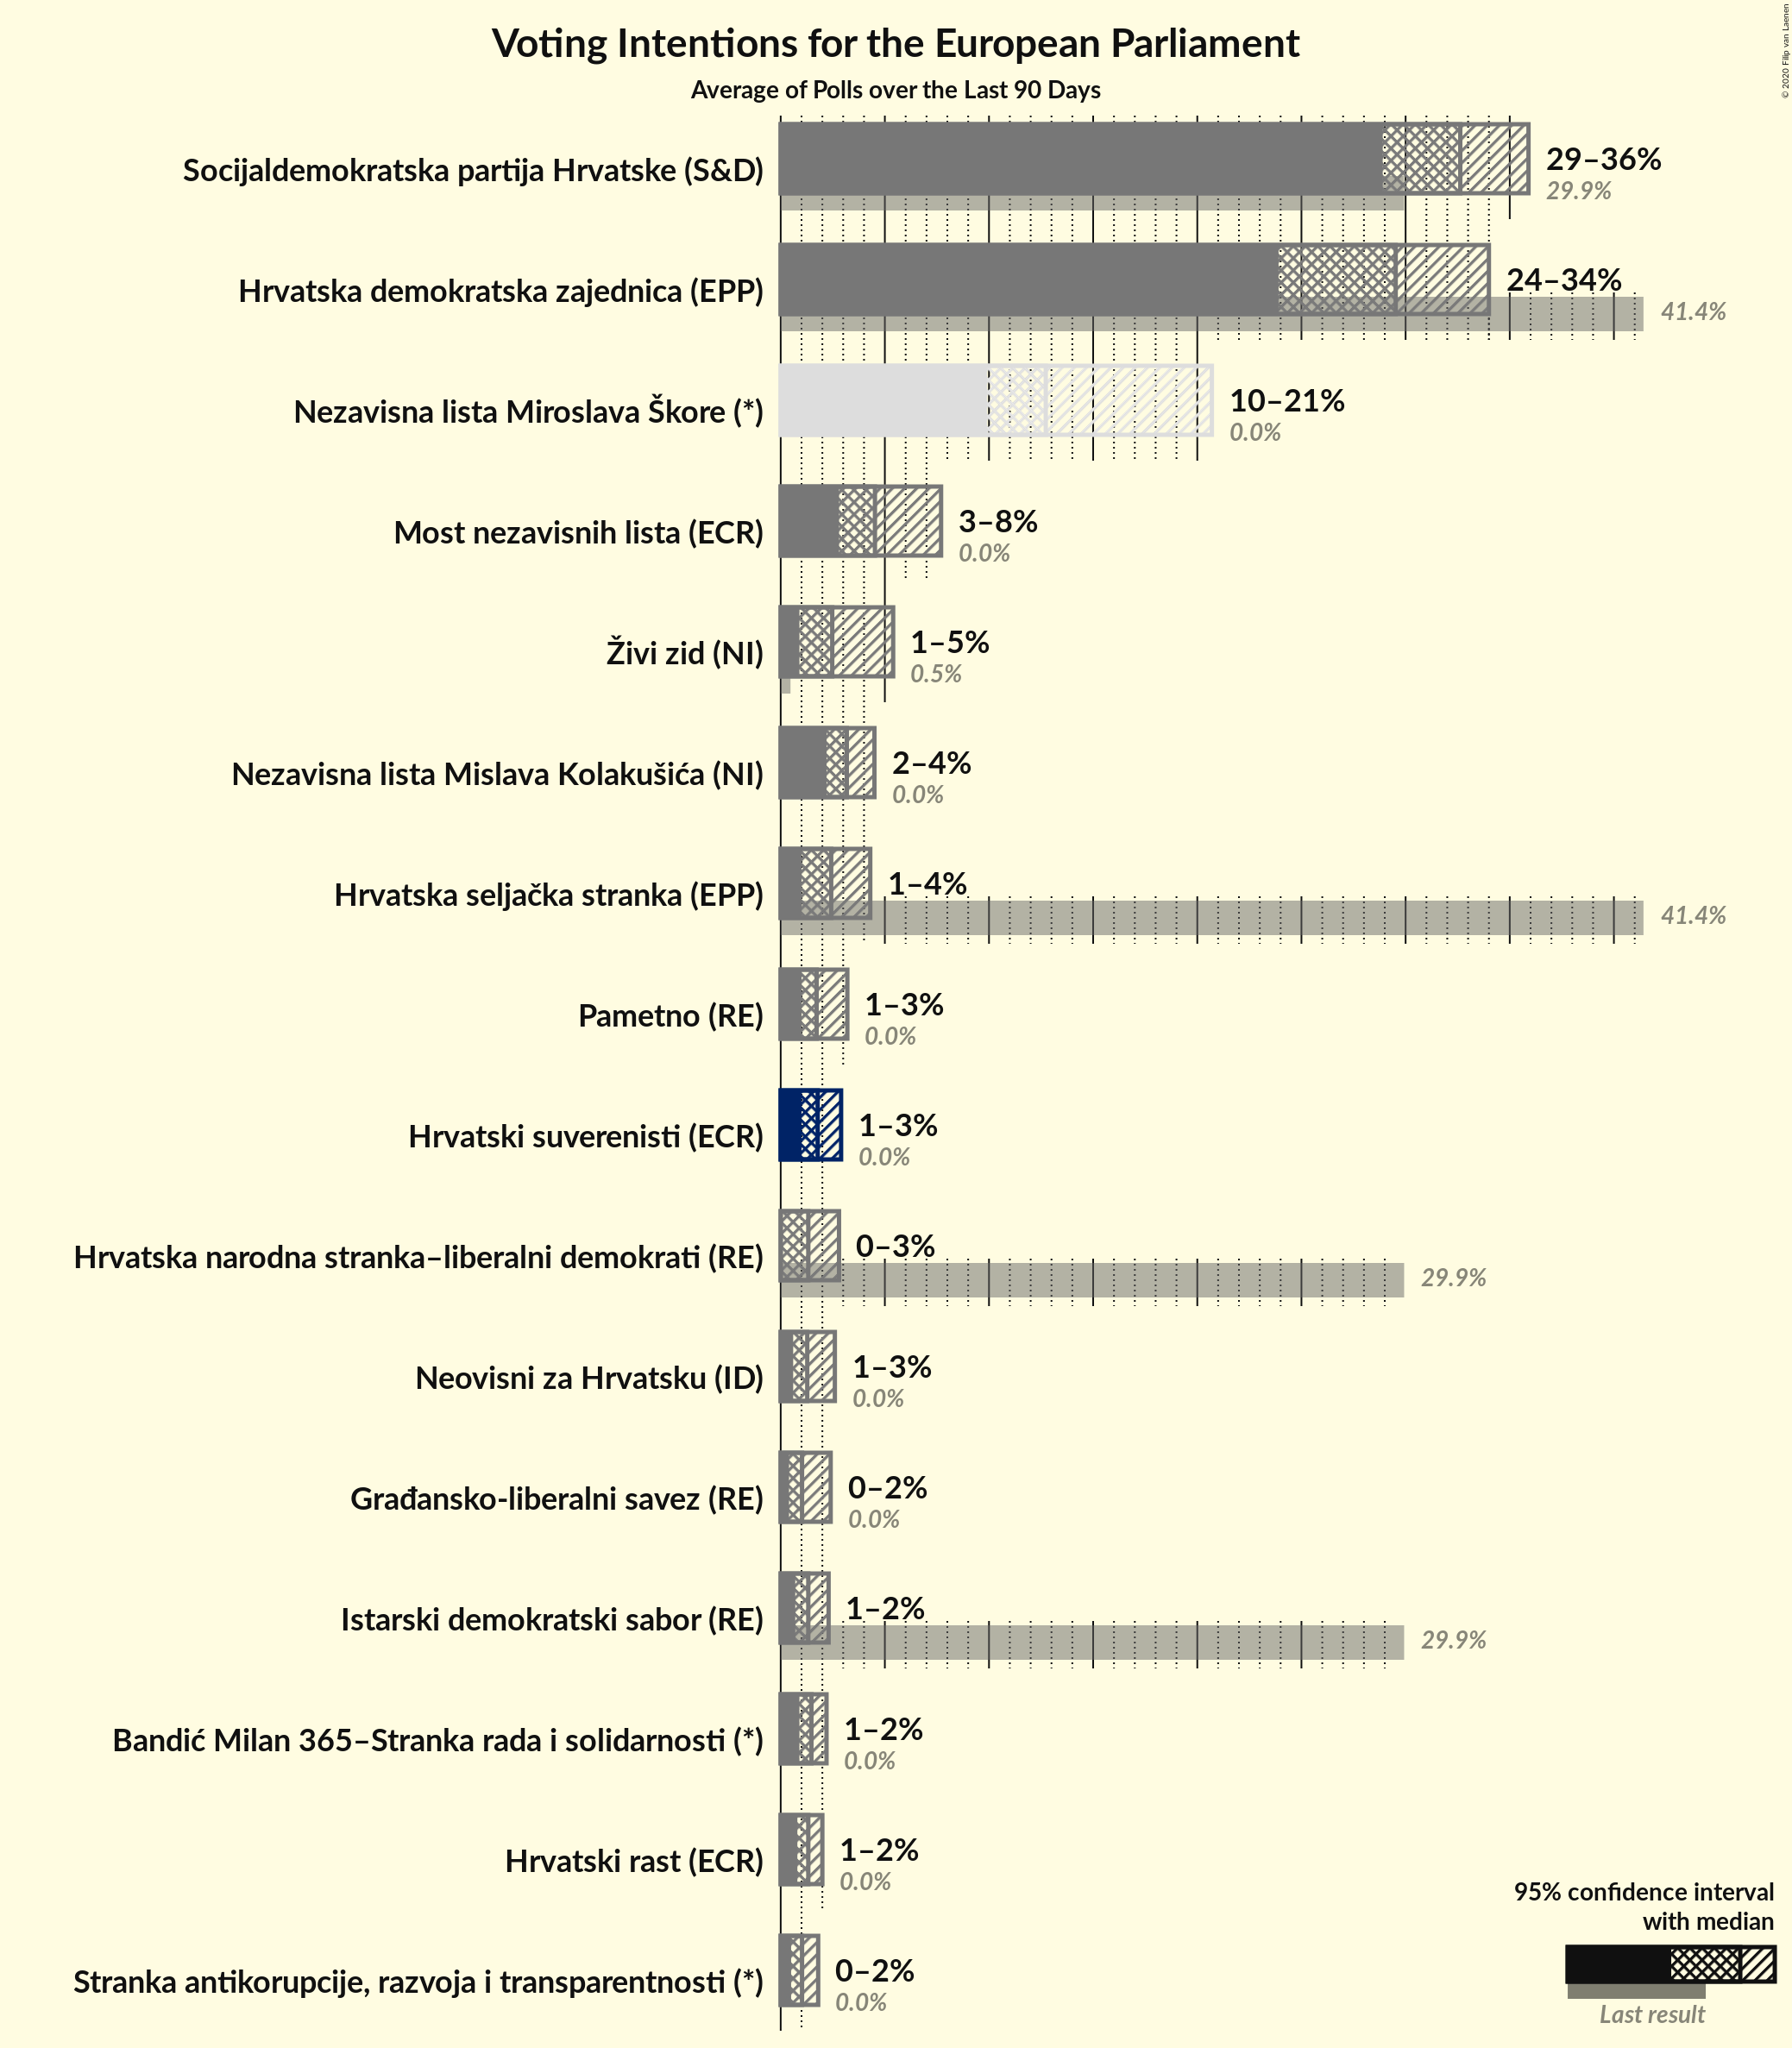 © 2020 Filip van Laenen
Voting Intentions for the European Parliament
Average of Polls over the Last 90 Days
Socijaldemokratska partija Hrvatske (S&D)
29–36%
29.9%
Hrvatska demokratska zajednica (EPP)
24–34%
41.4%
Nezavisna lista Miroslava Škore (*)
10–21%
0.0%
Most nezavisnih lista (ECR)
3–8%
0.0%
Živi zid (NI)
1–5%
0.5%
Nezavisna lista Mislava Kolakušića (NI)
2–4%
0.0%
Hrvatska seljačka stranka (EPP)
1–4%
41.4%
Pametno (RE)
1–3%
0.0%
Hrvatski suverenisti (ECR)
1–3%
0.0%
Hrvatska narodna stranka–liberalni demokrati (RE)
0–3%
29.9%
Neovisni za Hrvatsku (ID)
1–3%
0.0%
Građansko-liberalni savez (RE)
0–2%
0.0%
Istarski demokratski sabor (RE)
1–2%
29.9%
Bandić Milan 365–Stranka rada i solidarnosti (*)
1–2%
0.0%
Hrvatski rast (ECR)
1–2%
0.0%
Stranka antikorupcije, razvoja i transparentnosti (*)
0–2%
0.0%
95% confidence interval
with median
Last result